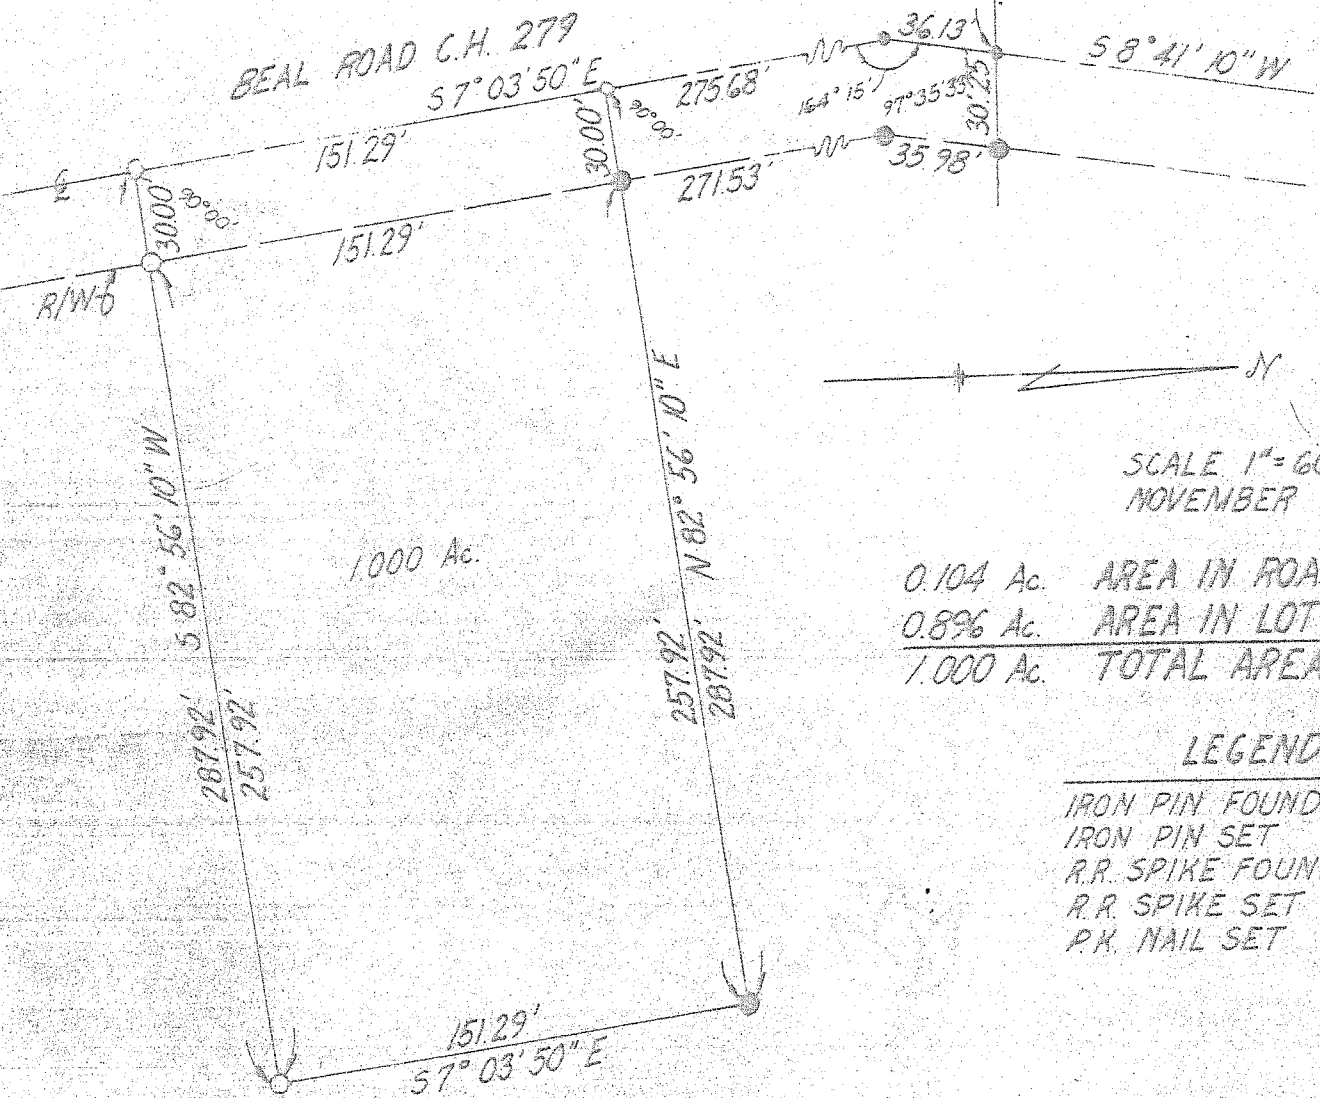 BEAL ROAD C.H. 279
S 7° 03' 50" E
151.29'
275.68'
36.13'
S 8° 41' 10" W
164° 15'
97° 35' 33"
30.25'
30.00'
90° 00'
30.00'
90° 00'
35.98'
271.53'
151.29'
R/W
N
SCALE 1" = 60
NOVEMBER
S 82° 56' 10" W
287.92'
257.92'
1.000 Ac.
N 82° 56' 10" E
257.92'
287.92'
0.104 Ac. AREA IN ROA
0.896 Ac. AREA IN LOT
1.000 Ac. TOTAL AREA
LEGEND
IRON PIN FOUND
IRON PIN SET
R.R. SPIKE FOUN
R.R. SPIKE SET
P.K. NAIL SET
151.29'
S 7° 03' 50" E